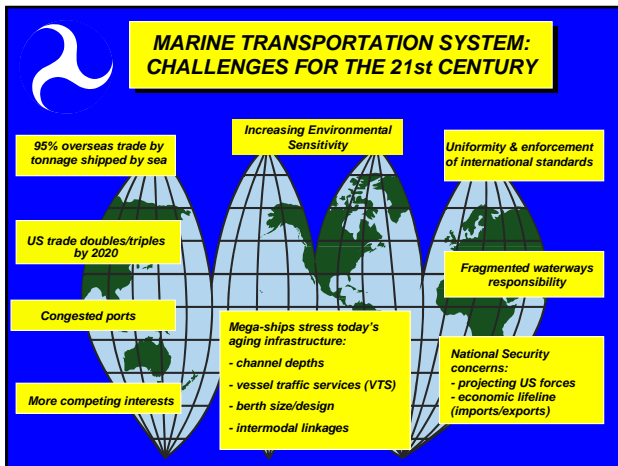 MARINE TRANSPORTATION SYSTEM:
CHALLENGES FOR THE 21st CENTURY
95% overseas trade by
tonnage shipped by sea
Increasing Environmental
Sensitivity
Uniformity & enforcement
of international standards
US trade doubles/triples
by 2020
Fragmented waterways
responsibility
Congested ports
Mega-ships stress today's
aging infrastructure:
- channel depths
- vessel traffic services (VTS)
- berth size/design
- intermodal linkages
National Security
concerns:
- projecting US forces
- economic lifeline
(imports/exports)
More competing interests